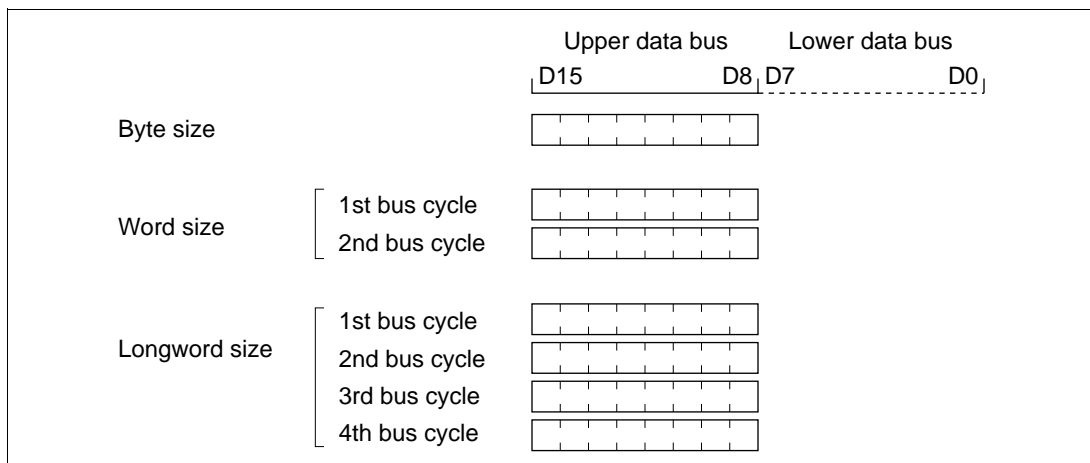 Upper data bus Lower data bus
D15 D8 D7 D0
Byte size
Word size
1st bus cycle
2nd bus cycle
Longword size
1st bus cycle
2nd bus cycle
3rd bus cycle
4th bus cycle